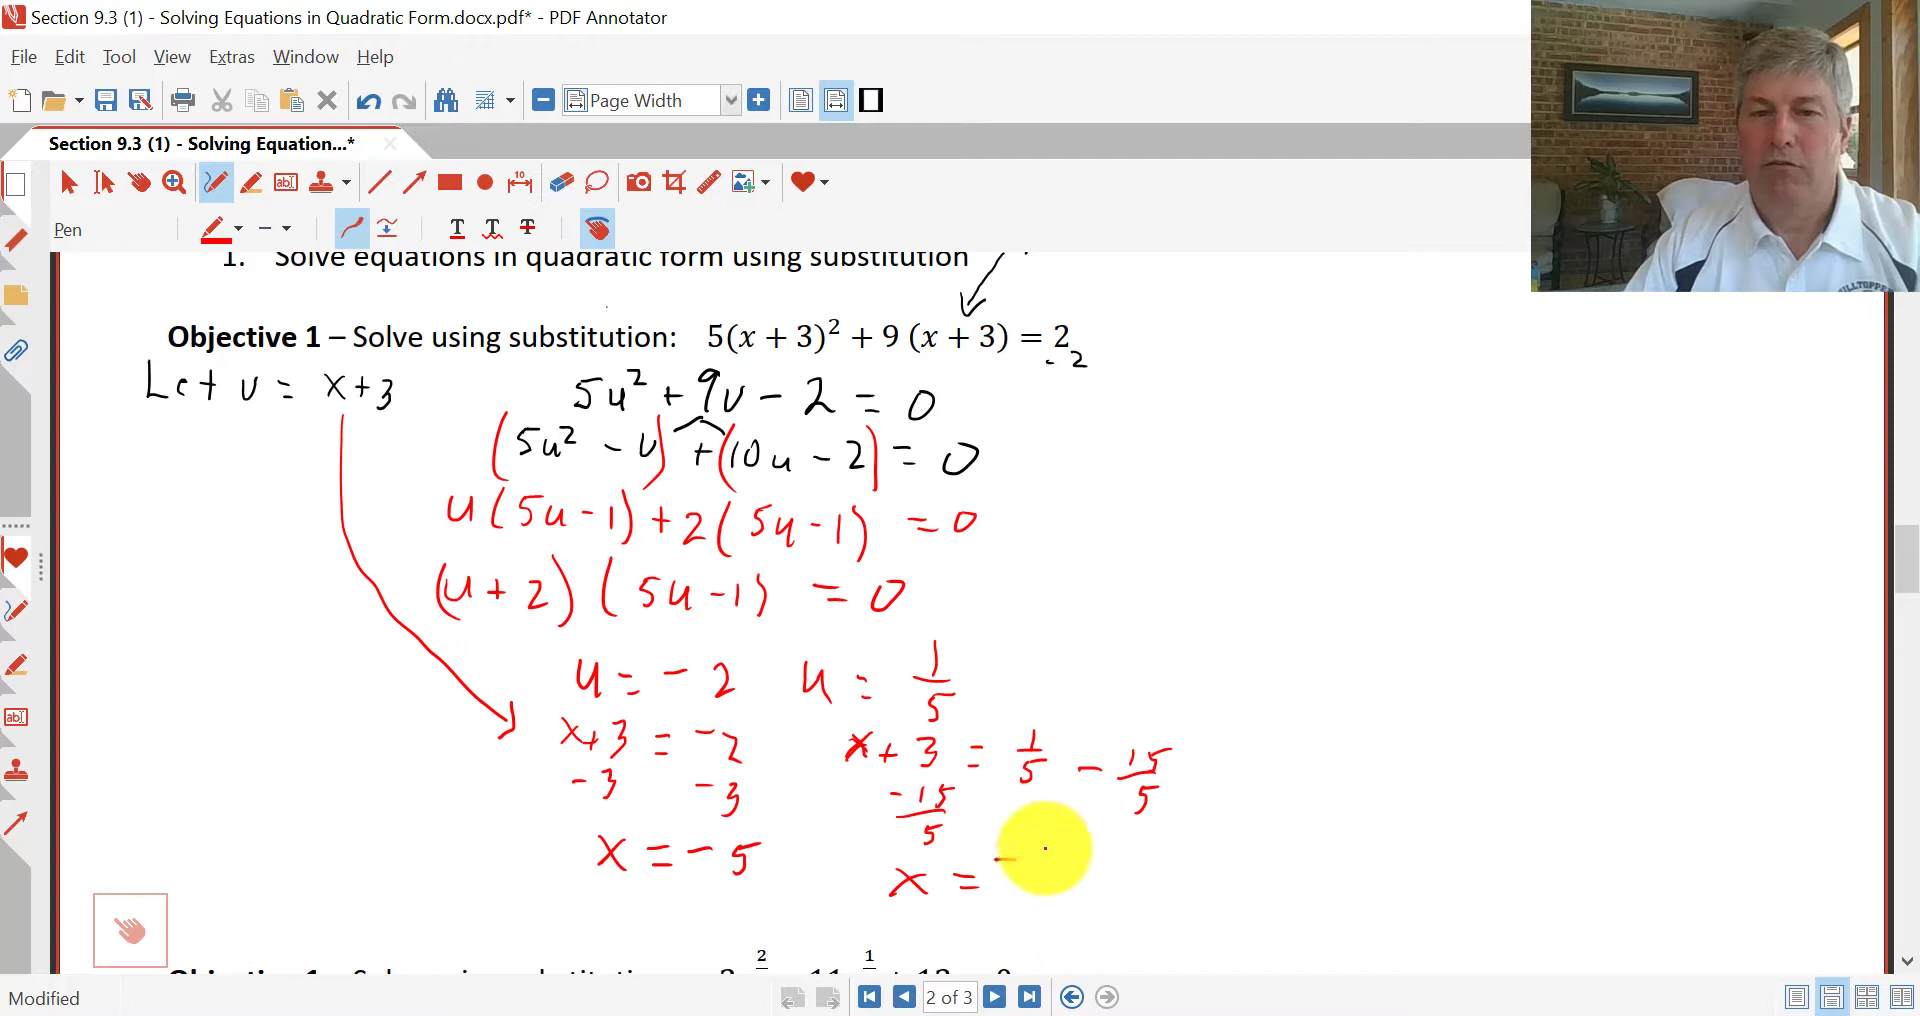 Section 9.3 (1) - Solving Equations in Quadratic Form.docx.pdf* - PDF Annotator
File Edit Tool View Extras Window Help
Page Width
Section 9.3 (1) - Solving Equation...*
Pen
1. Solve equations in quadratic form using substitution
Objective 1 – Solve using substitution: 5(x + 3)² + 9 (x + 3) = 2
- 2
Let u = x+3
5u² + 9u - 2 = 0
(5u² - u) + (10u - 2) = 0
u(5u-1) + 2(5u-1) = 0
(u+2)(5u-1) = 0
u = -2 u = 1/5
x+3 = -2 x+3 = 1/5 - 15/5
-3 -3 -15/5
x = -5 x = -
2 1
Modified
2 of 3
HILLTOPPER